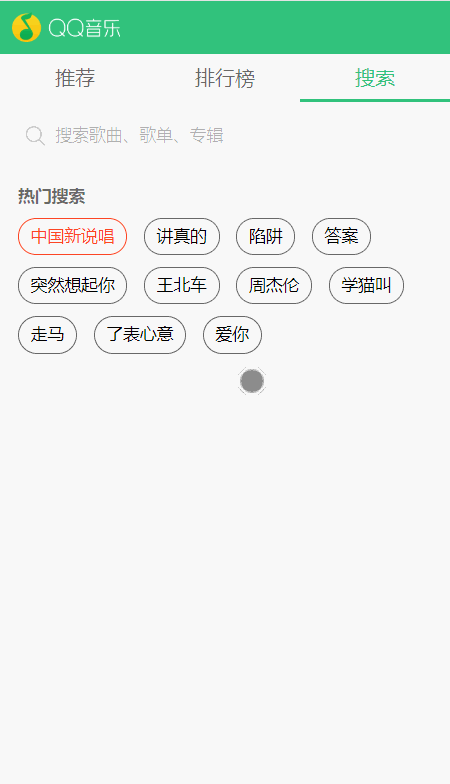 QQ音乐
推荐 排行榜 搜索
搜索歌曲、歌单、专辑
热门搜索
中国新说唱 讲真的 陷阱 答案
突然想起你 王北车 周杰伦 学猫叫
走马 了表心意 爱你